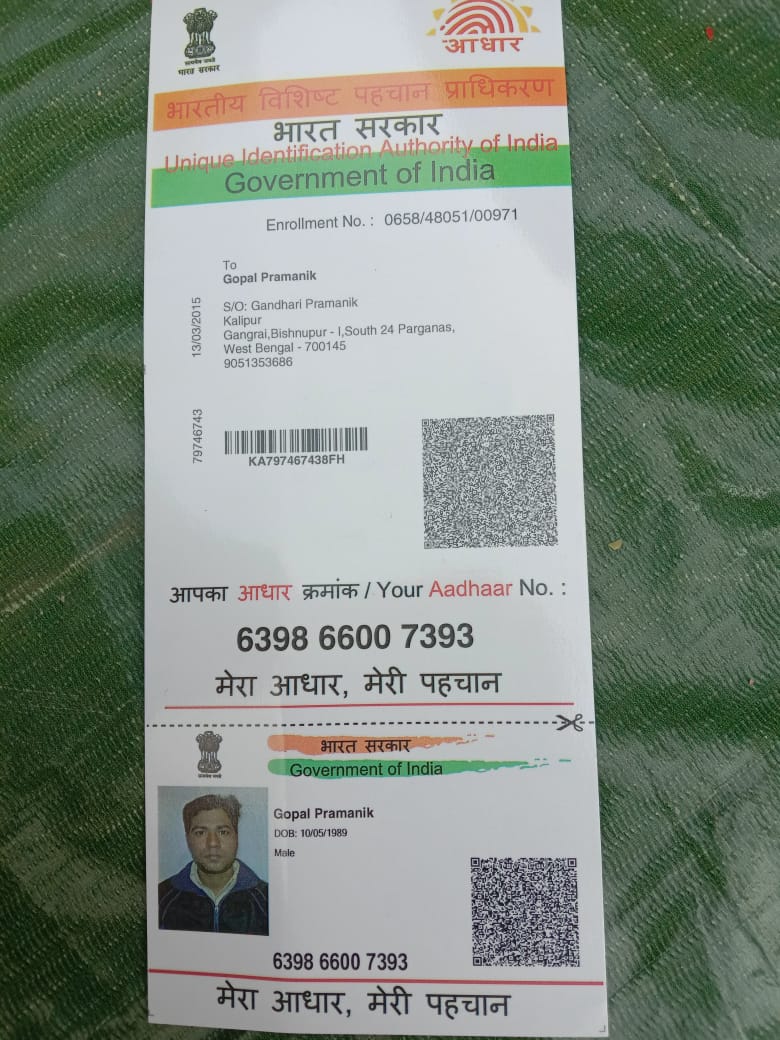 सत्यमेव जयते
भारत सरकार
आधार
भारतीय विशिष्ट पहचान प्राधिकरण
भारत सरकार
Unique Identification Authority of India
Government of India
Enrollment No. : 0658/48051/00971
To
Gopal Pramanik
S/O: Gandhari Pramanik
Kalipur
Gangrai,Bishnupur - I,South 24 Parganas,
West Bengal - 700145
9051353686
13/03/2015
79746743
KA797467438FH
आपका आधार क्रमांक / Your Aadhaar No. :
6398 6600 7393
मेरा आधार, मेरी पहचान
सत्यमेव जयते
भारत सरकार
Government of India
Gopal Pramanik
DOB: 10/05/1989
Male
6398 6600 7393
मेरा आधार, मेरी पहचान